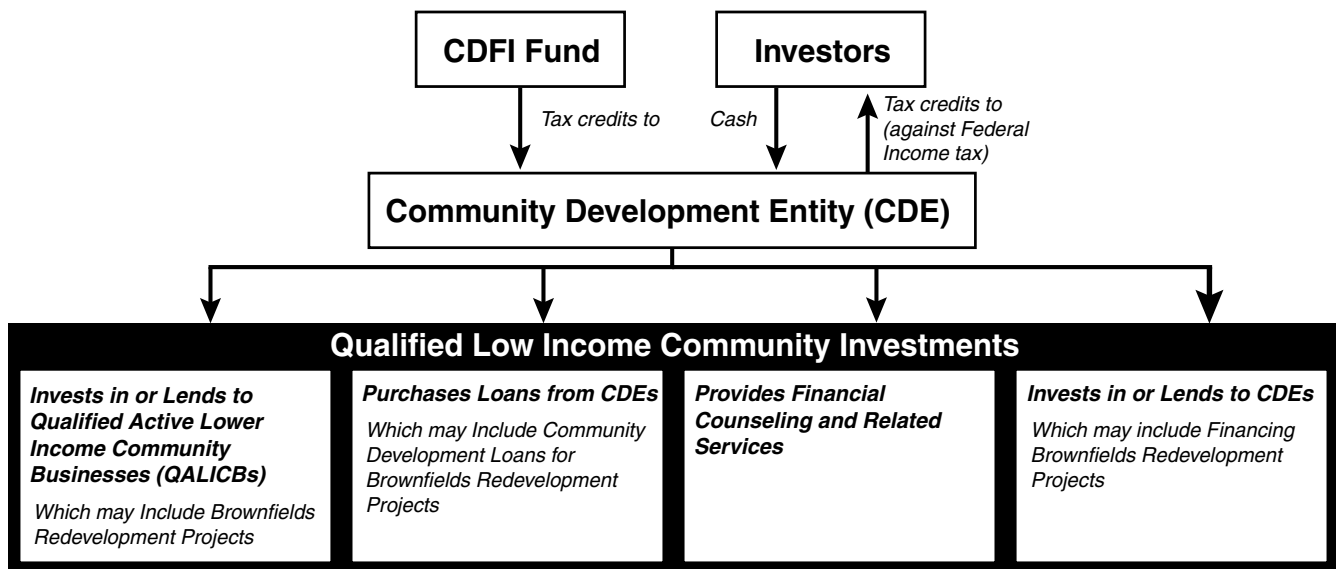 CDFI Fund
Investors
Tax credits to
Cash
Tax credits to
(against Federal
Income tax)
Community Development Entity (CDE)
Qualified Low Income Community Investments
Invests in or Lends to
Qualified Active Lower
Income Community
Businesses (QALICBs)
Which may Include Brownfields
Redevelopment Projects
Purchases Loans from CDEs
Which may Include Community
Development Loans for
Brownfields Redevelopment
Projects
Provides Financial
Counseling and Related
Services
Invests in or Lends to CDEs
Which may include Financing
Brownfields Redevelopment
Projects